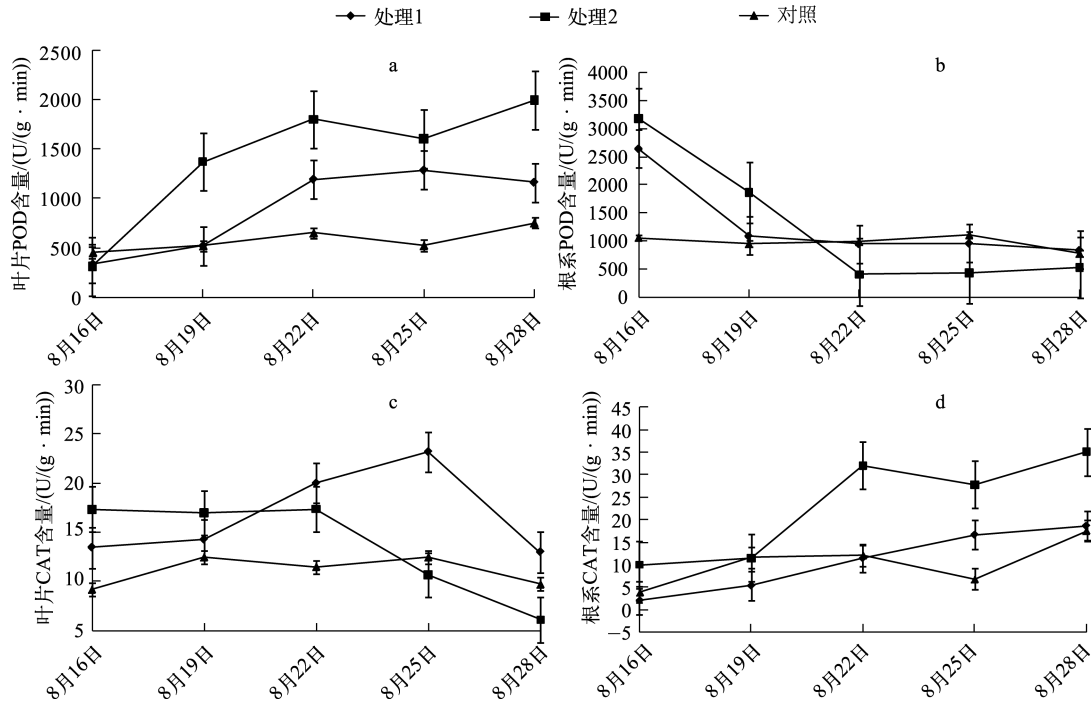 处理1 处理2 对照
a
叶片POD含量/(U/(g · min))
2500
2000
1500
1000
500
0
8月16日 8月19日 8月22日 8月25日 8月28日
b
根系POD含量/(U/(g · min))
4000
3500
3000
2500
2000
1500
1000
500
0
8月16日 8月19日 8月22日 8月25日 8月28日
c
叶片CAT含量/(U/(g · min))
30
25
20
15
10
5
8月16日 8月19日 8月22日 8月25日 8月28日
d
根系CAT含量/(U/(g · min))
45
40
35
30
25
20
15
10
5
0
−5
8月16日 8月19日 8月22日 8月25日 8月28日